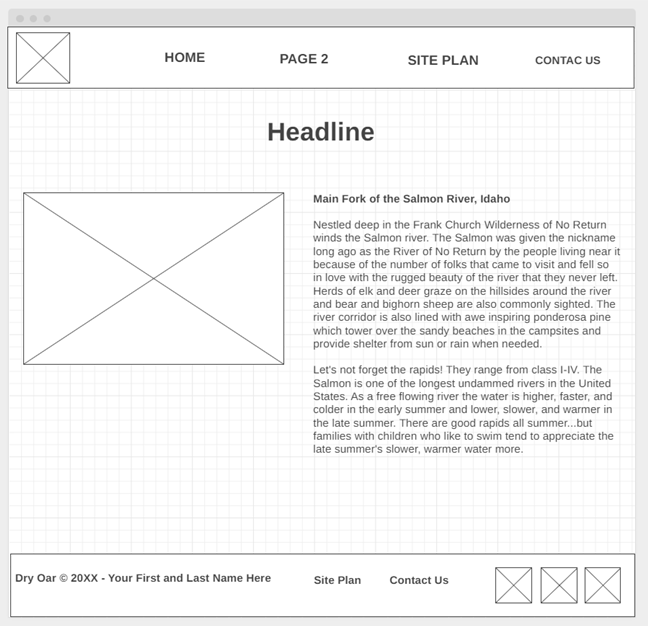 HOME PAGE 2 SITE PLAN CONTAC US
Headline
Main Fork of the Salmon River, Idaho
Nestled deep in the Frank Church Wilderness of No Return
winds the Salmon river. The Salmon was given the nickname
long ago as the River of No Return by the people living near it
because of the number of folks that came to visit and fell so
in love with the rugged beauty of the river that they never left.
Herds of elk and deer graze on the hillsides around the river
and bear and bighorn sheep are also commonly sighted. The
river corridor is also lined with awe inspiring ponderosa pine
which tower over the sandy beaches in the campsites and
provide shelter from sun or rain when needed.
Let's not forget the rapids! They range from class I-IV. The
Salmon is one of the longest undammed rivers in the United
States. As a free flowing river the water is higher, faster, and
colder in the early summer and lower, slower, and warmer in
the late summer. There are good rapids all summer...but
families with children who like to swim tend to appreciate the
late summer's slower, warmer water more.
Dry Oar © 20XX - Your First and Last Name Here Site Plan Contact Us